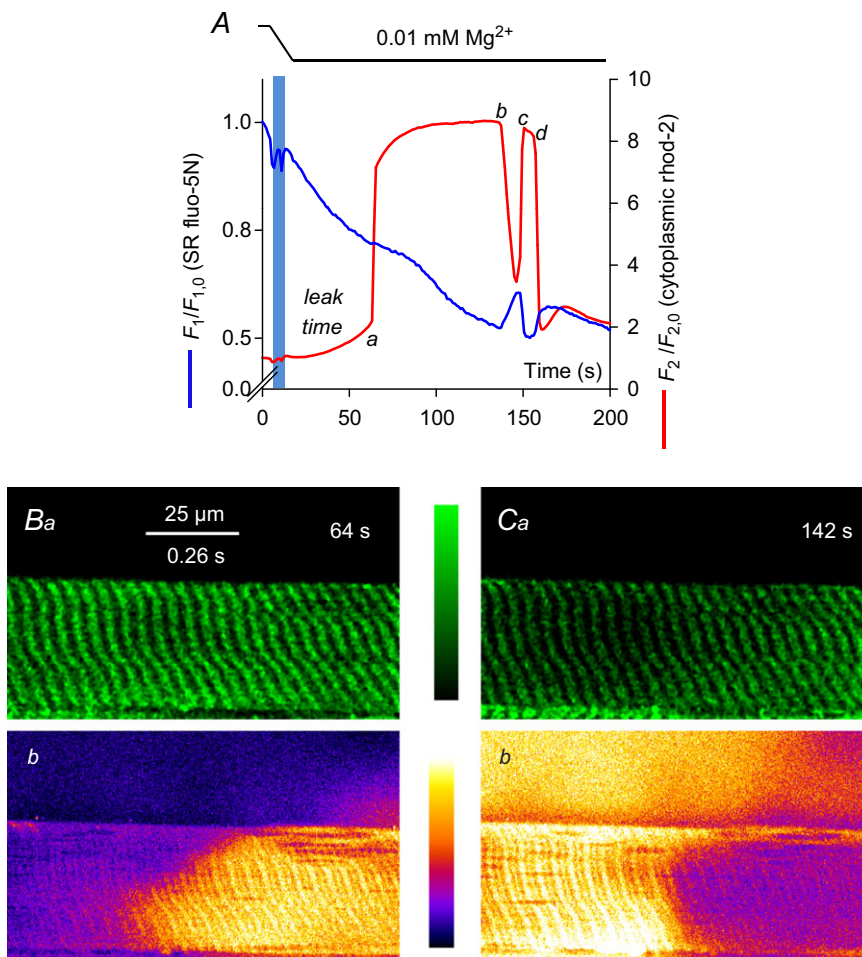 A
0.01 mM Mg2+
1.0
0.8
0.5
0.0
F1/F1,0 (SR fluo-5N)
10
8
6
4
2
0
F2 /F2,0 (cytoplasmic rhod-2)
b
c
d
leak
time
a
Time (s)
0
50
100
150
200
Ba
25 µm
0.26 s
64 s
Ca
142 s
b
b